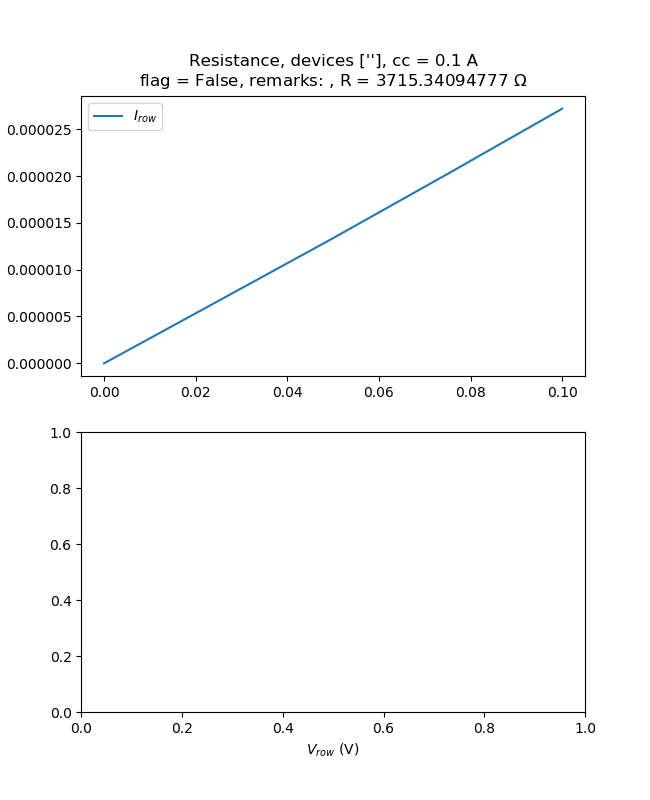 Resistance, devices [''], cc = 0.1 A
flag = False, remarks: , R = 3715.34094777 Ω
I_row
0.000025
0.000020
0.000015
0.000010
0.000005
0.000000
0.00 0.02 0.04 0.06 0.08 0.10
1.0
0.8
0.6
0.4
0.2
0.0
0.0 0.2 0.4 0.6 0.8 1.0
V_row (V)